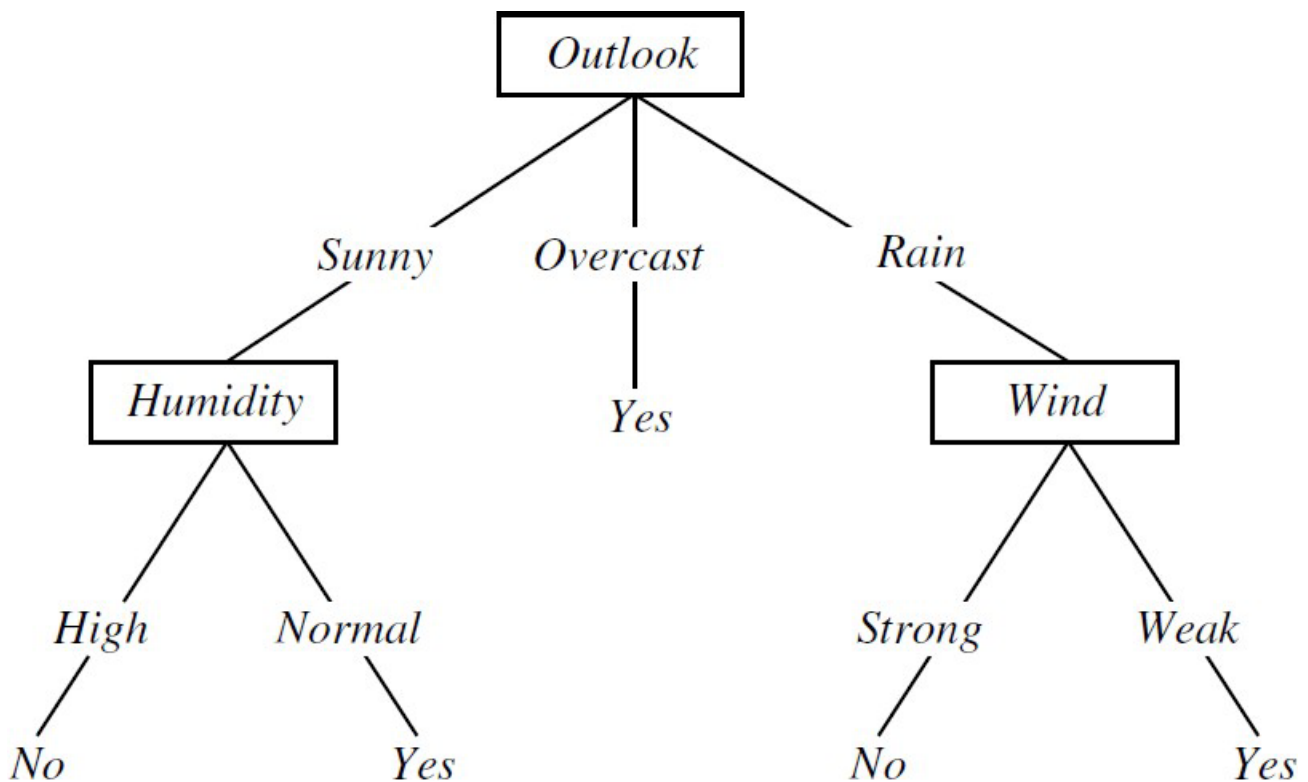 Outlook
Sunny Overcast Rain
Humidity Yes Wind
High Normal Strong Weak
No Yes No Yes